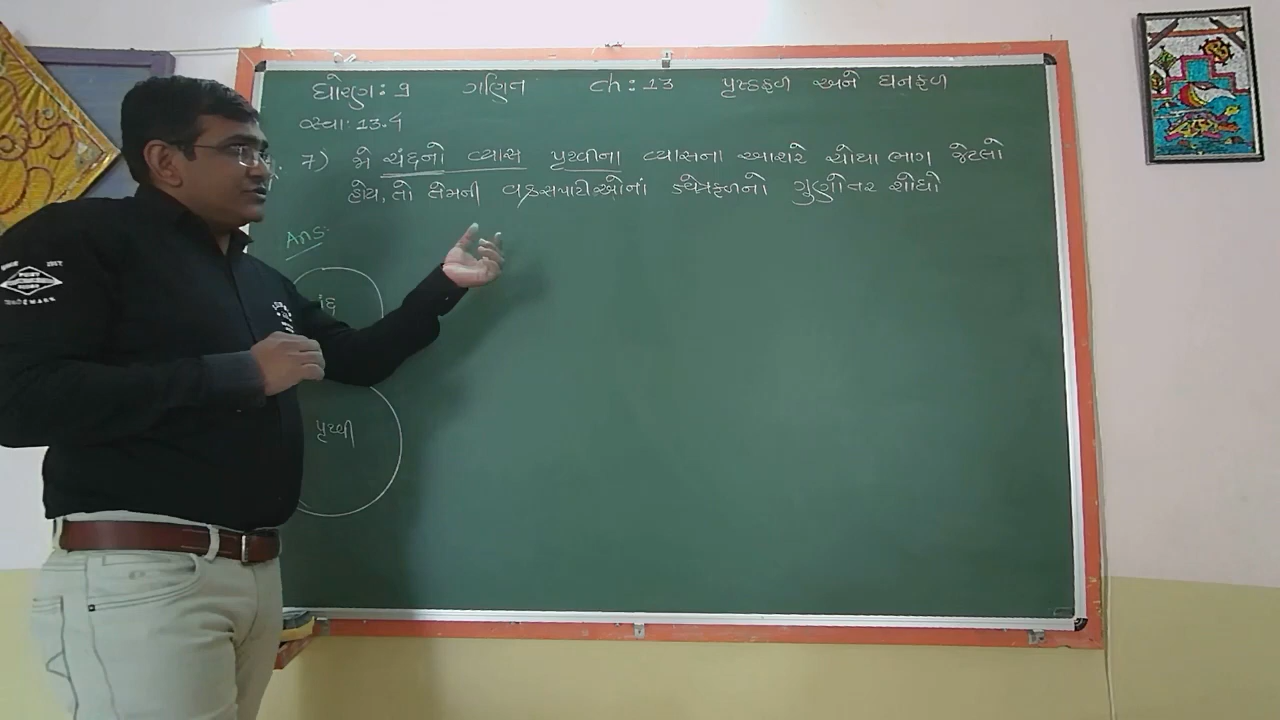 ધોરણ: 9 ગણિત ch: 13 પૃષ્ઠફળ અને ઘનફળ
સ્વા: 13.4
7) જો ચંદ્રનો વ્યાસ પૃથ્વીના વ્યાસના આશરે ચોથા ભાગ જેટલો
હોય, તો તેમની વક્રસપાટીઓનાં ક્ષેત્રફળનો ગુણોત્તર શોધો
Ans:
પૃથ્વી
TRADEMARK